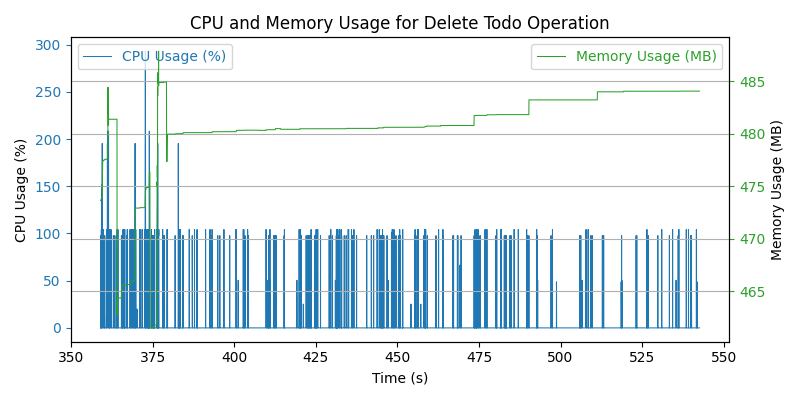 CPU and Memory Usage for Delete Todo Operation
CPU Usage (%)
Memory Usage (MB)
300
250
200
150
100
50
0
CPU Usage (%)
485
480
475
470
465
Memory Usage (MB)
350 375 400 425 450 475 500 525 550
Time (s)